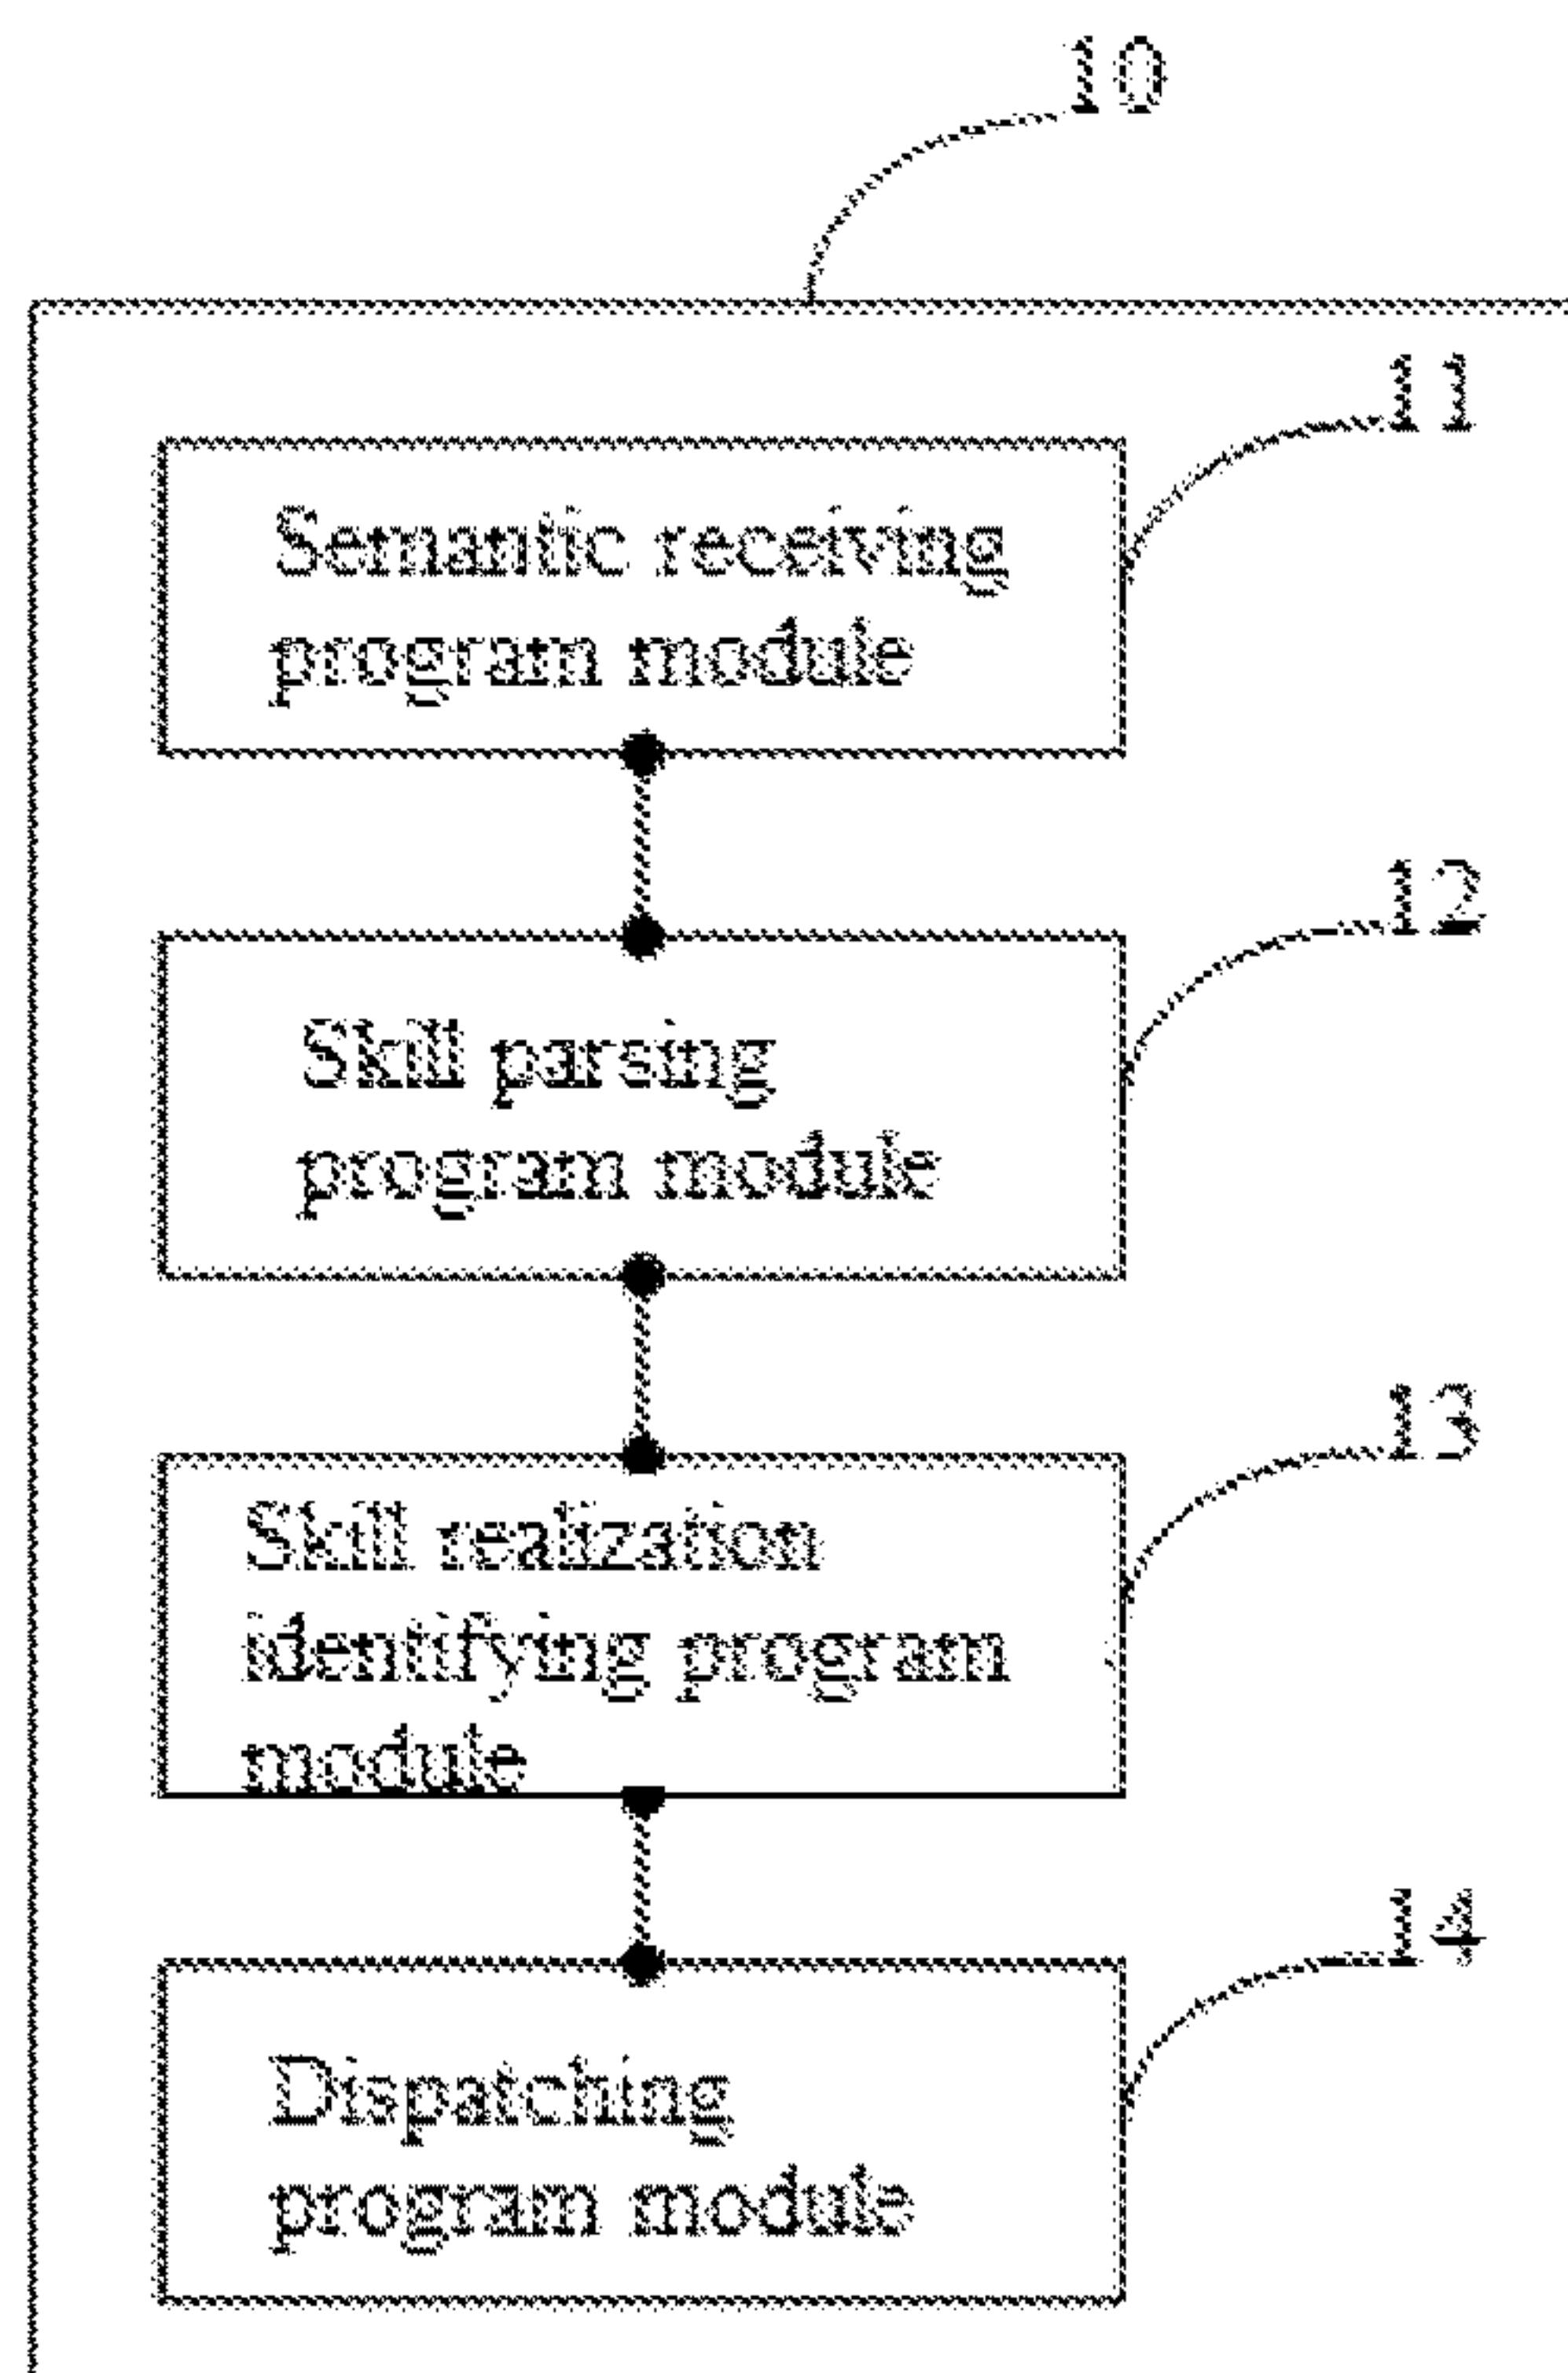 10
11
Semantic receiving
program module
12
Skill parsing
program module
13
Skill realization
identifying program
module
14
Dispatching
program module